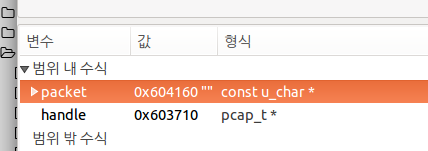 변수 값 형식
범위 내 수식
packet 0x604160 "" const u_char *
handle 0x603710 pcap_t *
범위 밖 수식